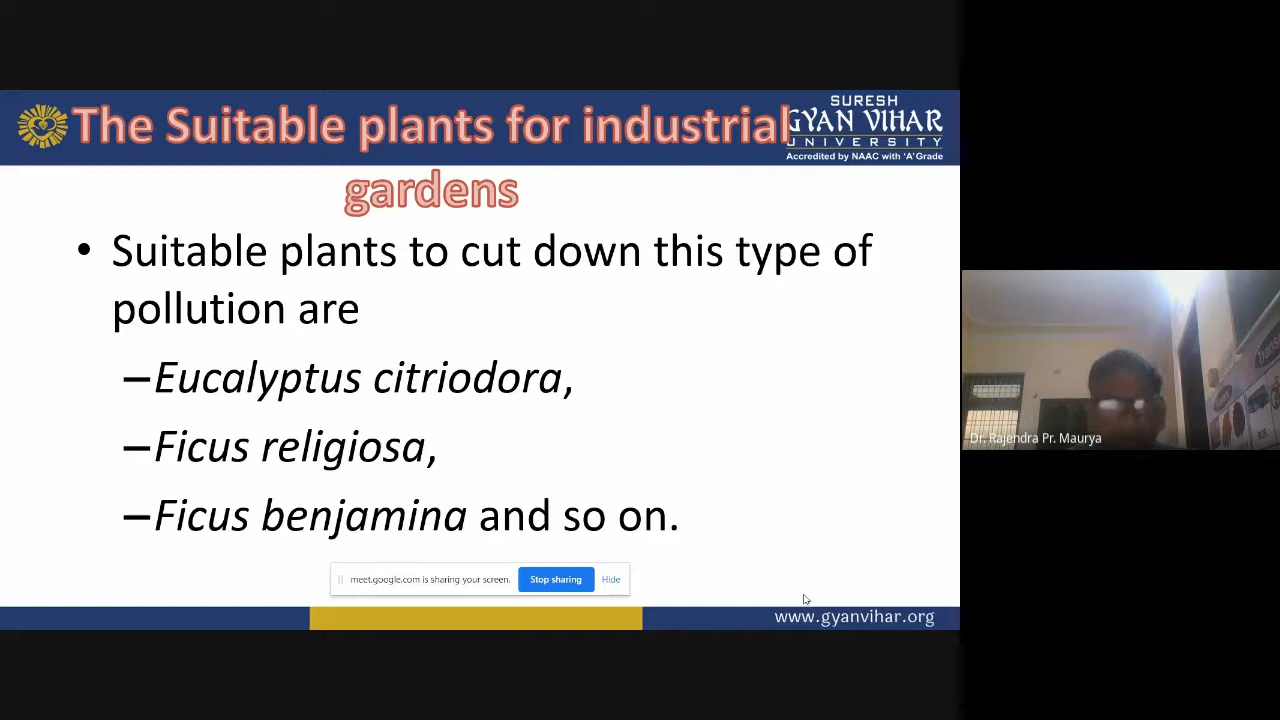 The Suitable plants for industrial
gardens
SURESH
GYAN VIHAR
UNIVERSITY
Accredited by NAAC with 'A' Grade
• Suitable plants to cut down this type of
pollution are
–Eucalyptus citriodora,
–Ficus religiosa,
–Ficus benjamina and so on.
meet.google.com is sharing your screen. Stop sharing Hide
www.gyanvihar.org
Dr. Rajendra Pr. Maurya